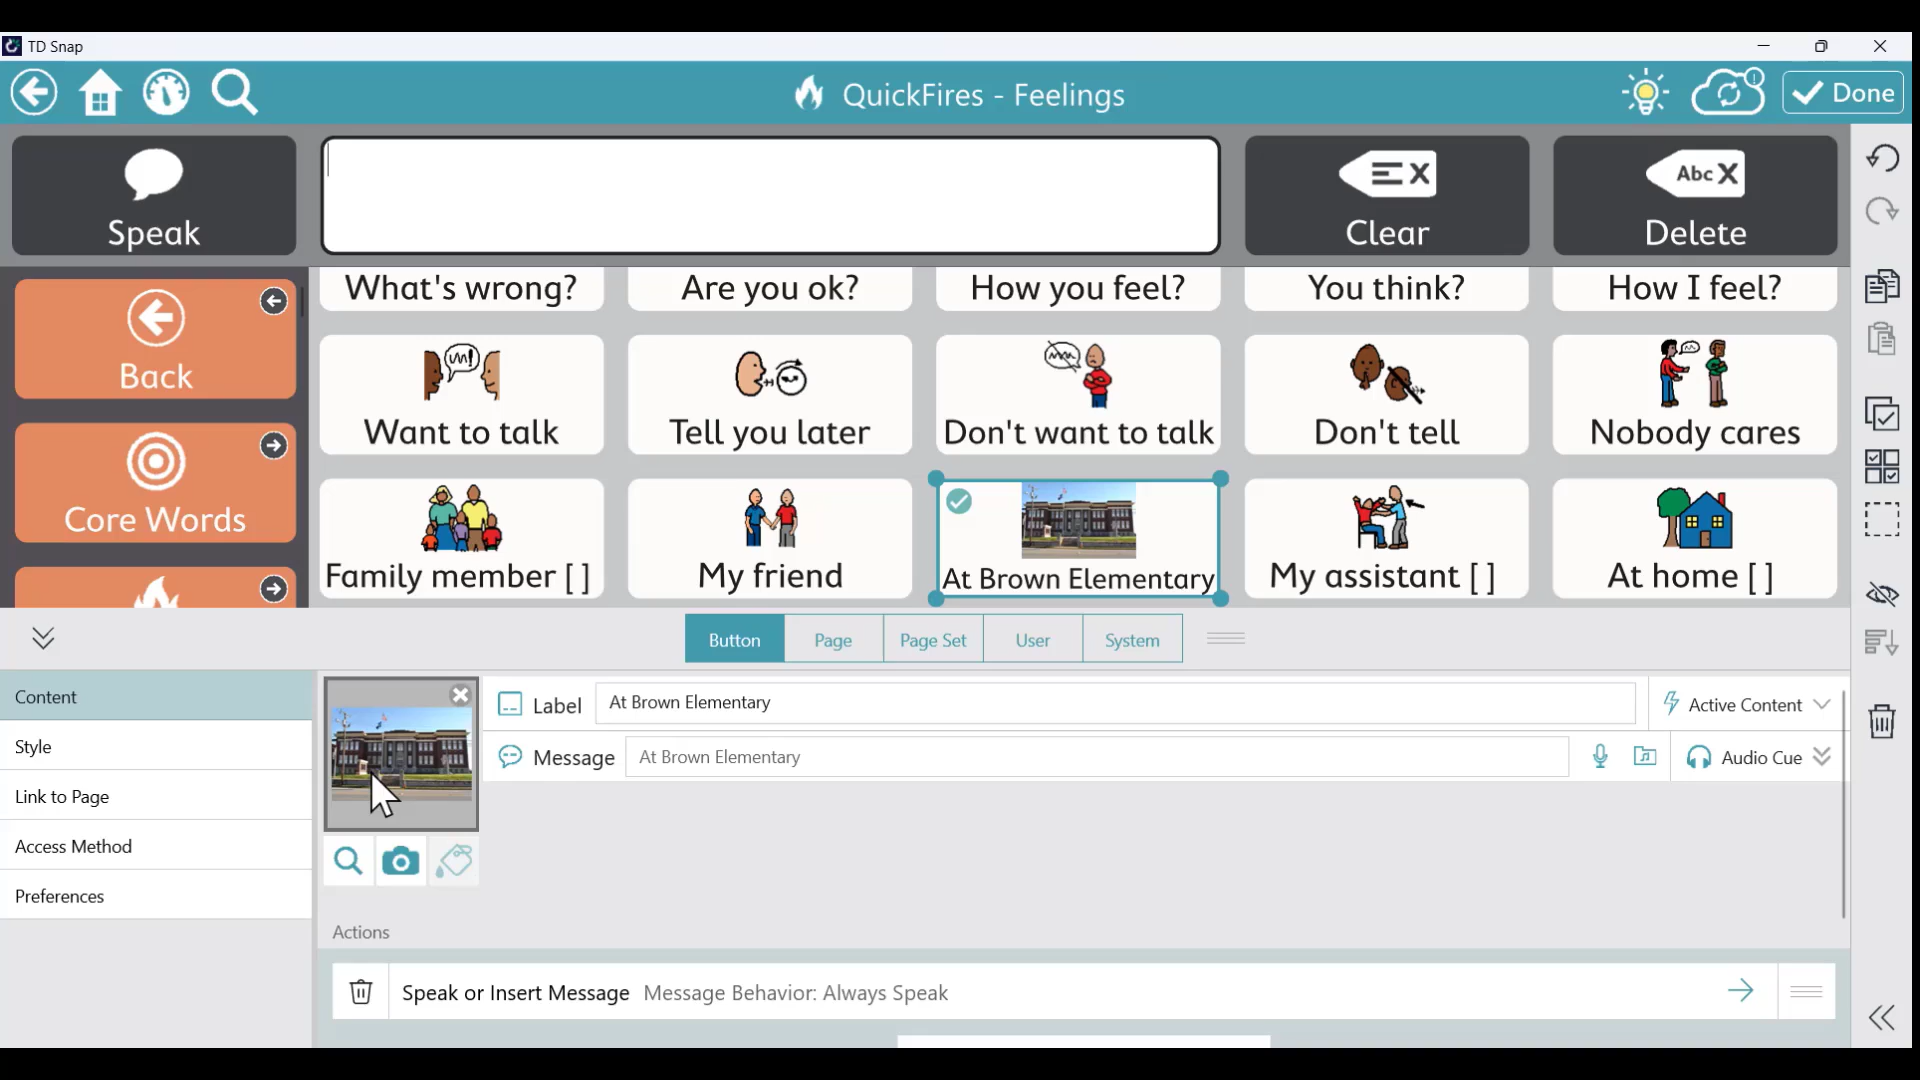 TD Snap
QuickFires - Feelings
Done
Speak
Clear
Abc X
Delete
What's wrong?
Are you ok?
How you feel?
You think?
How I feel?
Back
Want to talk
Tell you later
Don't want to talk
Don't tell
Nobody cares
Core Words
Family member [ ]
My friend
At Brown Elementary
My assistant [ ]
At home [ ]
Button
Page
Page Set
User
System
Content
Label
At Brown Elementary
Active Content
Style
Message
At Brown Elementary
Audio Cue
Link to Page
Access Method
Preferences
Actions
Speak or Insert Message Message Behavior: Always Speak